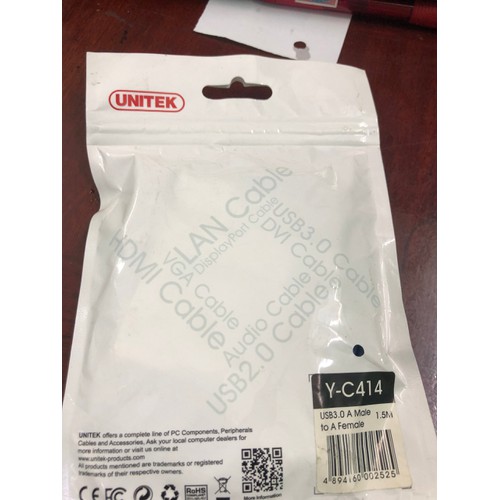 UNITEK
LAN Cable
VGA Cable
DisplayPort Cable
HDMI Cable
USB3.0 Cable
DVI Cable
Audio Cable
USB2.0 Cable
Y-C414
USB3.0 A Male 1.5M
to A Female
4 894160 002525
UNITEK offers a complete line of PC Components, Peripherals
Cables and Accessories. Ask your local computer dealers for
more information or visit us online at
www.unitek-products.com
All products mentioned are trademarks or registered
trademarks of their respective
CE FC RoHS